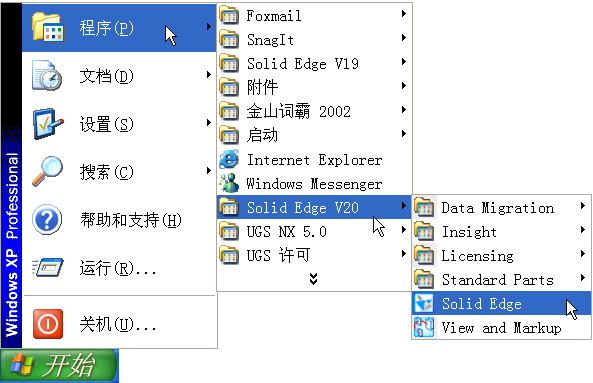 程序(P)
文档(D)
设置(S)
搜索(C)
帮助和支持(H)
运行(R)...
关机(U)...
Windows XP Professional
开始
Foxmail
SnagIt
Solid Edge V19
附件
金山词霸 2002
启动
Internet Explorer
Windows Messenger
Solid Edge V20
UGS NX 5.0
UGS 许可
Data Migration
Insight
Licensing
Standard Parts
Solid Edge
View and Markup